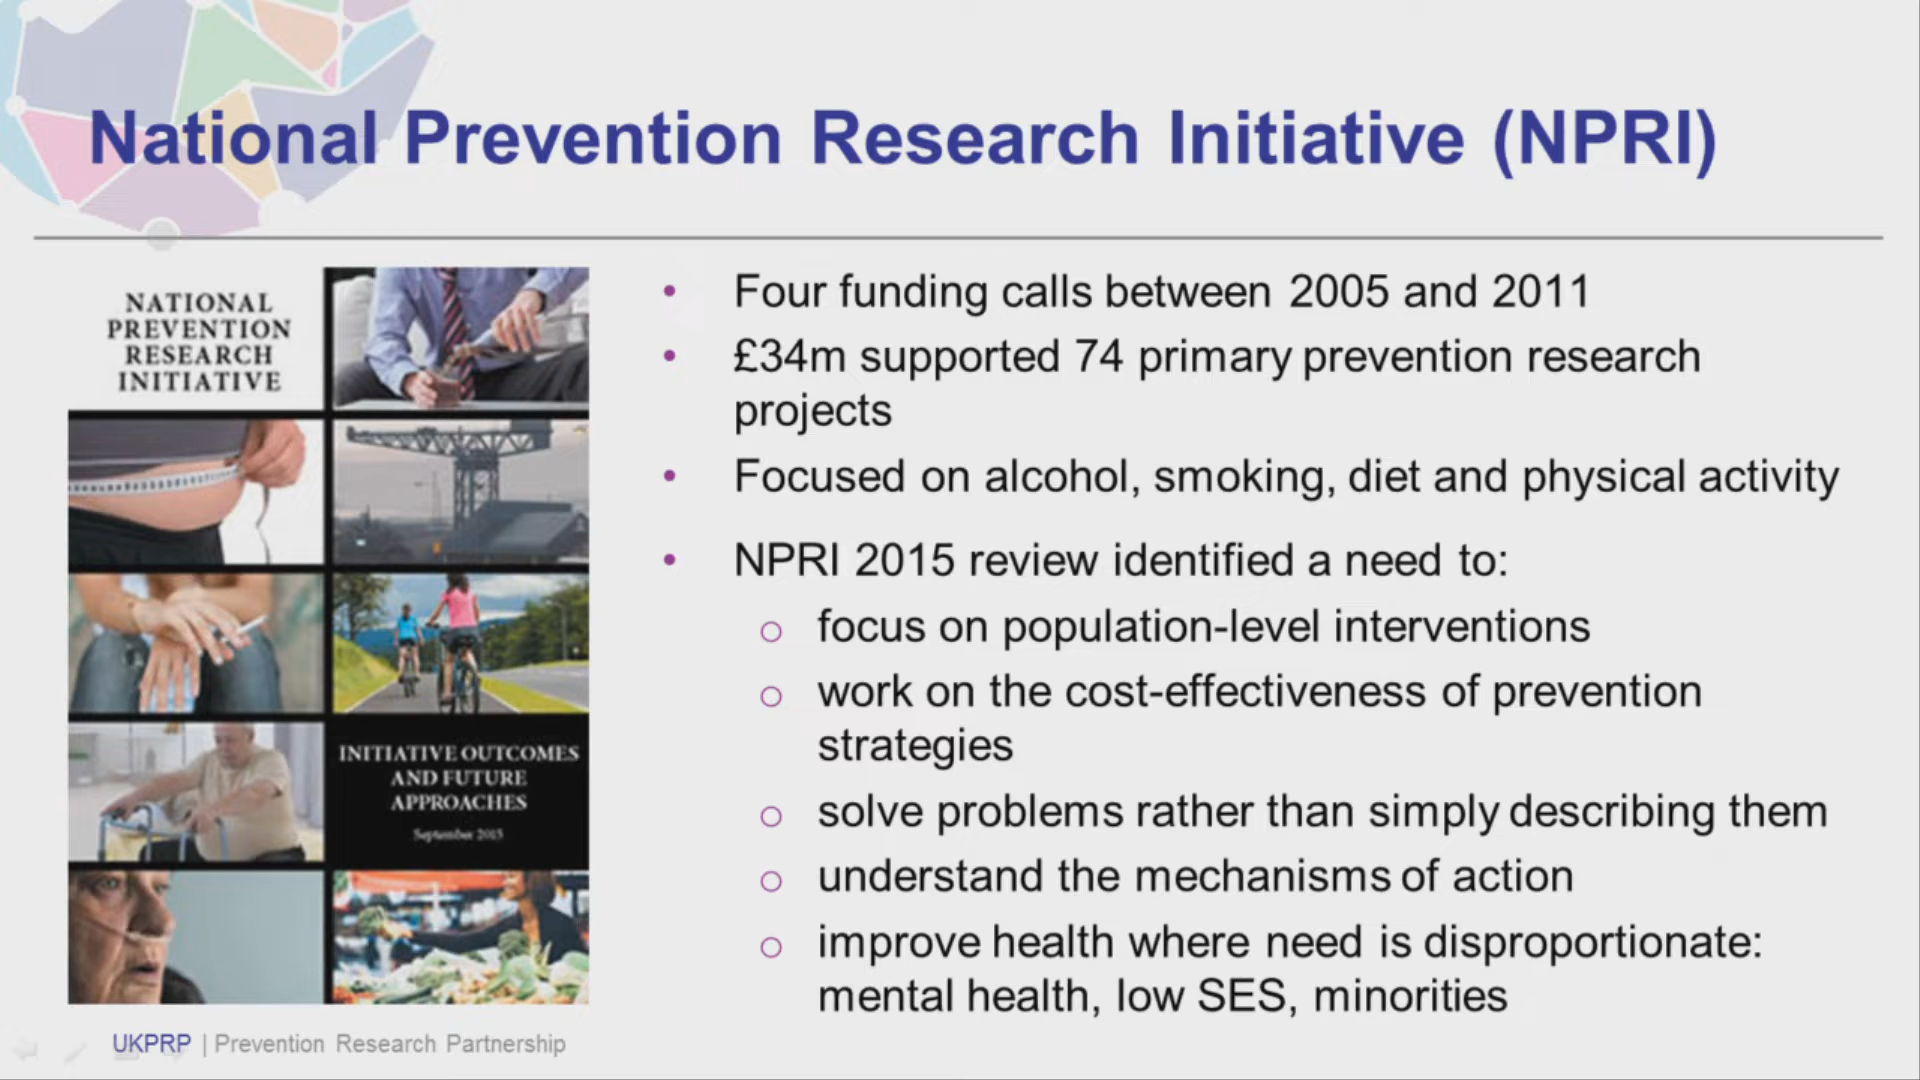 National Prevention Research Initiative (NPRI)
NATIONAL
PREVENTION
RESEARCH
INITIATIVE
INITIATIVE OUTCOMES
AND FUTURE
APPROACHES
September 2015
• Four funding calls between 2005 and 2011
• £34m supported 74 primary prevention research
projects
• Focused on alcohol, smoking, diet and physical activity
• NPRI 2015 review identified a need to:
○ focus on population-level interventions
○ work on the cost-effectiveness of prevention
strategies
○ solve problems rather than simply describing them
○ understand the mechanisms of action
○ improve health where need is disproportionate:
mental health, low SES, minorities
UKPRP | Prevention Research Partnership